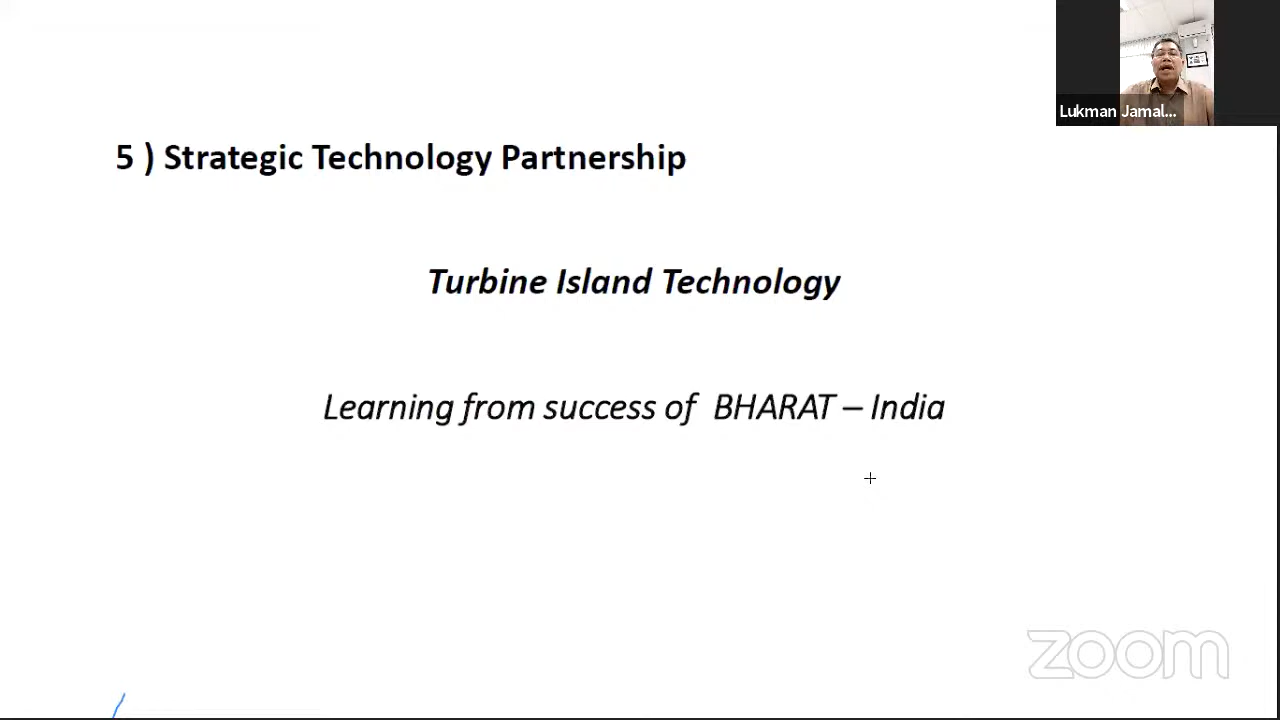 Lukman Jamal...
5 ) Strategic Technology Partnership
Turbine Island Technology
Learning from success of BHARAT – India
zoom